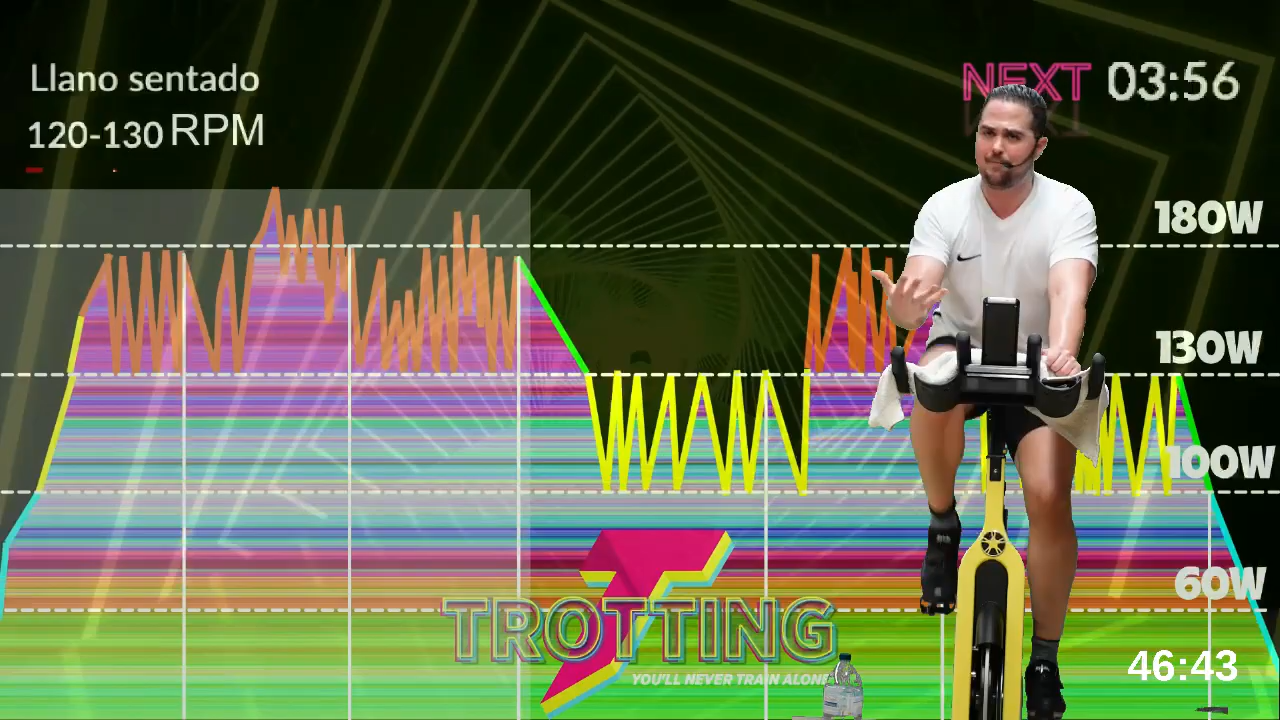 Llano sentado
120-130 RPM
NEXT 03:56
180W
130W
100W
60W
TROTTING
YOU'LL NEVER TRAIN ALONE
46:43